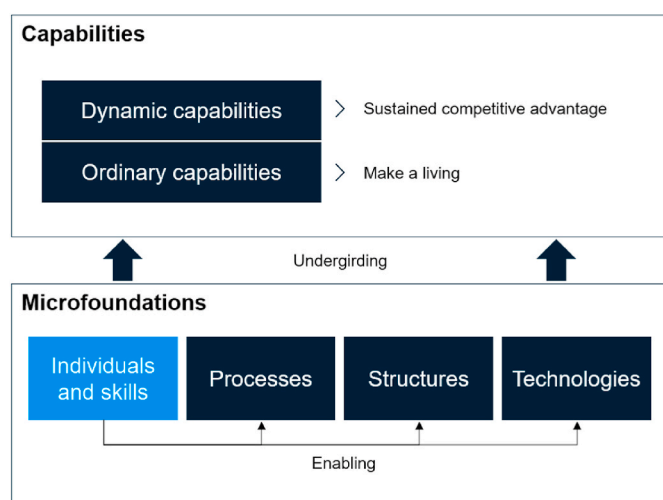 Capabilities
Dynamic capabilities
Sustained competitive advantage
Ordinary capabilities
Make a living
Undergirding
Microfoundations
Individuals
and skills
Processes
Structures
Technologies
Enabling